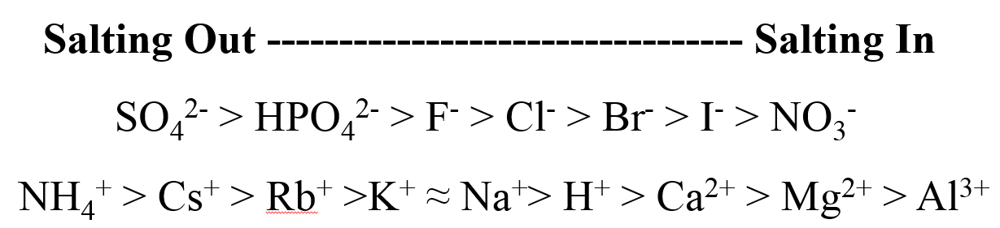 Salting Out --------------------------------- Salting In
SO₄²⁻ > HPO₄²⁻ > F⁻ > Cl⁻ > Br⁻ > I⁻ > NO₃⁻
NH₄⁺ > Cs⁺ > Rb⁺ >K⁺ ≈ Na⁺> H⁺ > Ca²⁺ > Mg²⁺ > Al³⁺